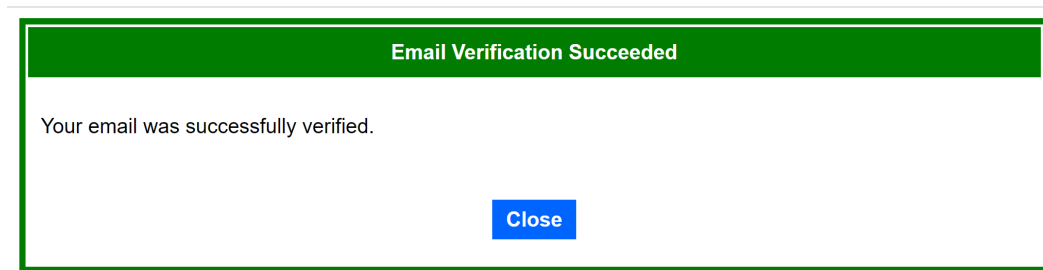 Email Verification Succeeded
Your email was successfully verified.
Close